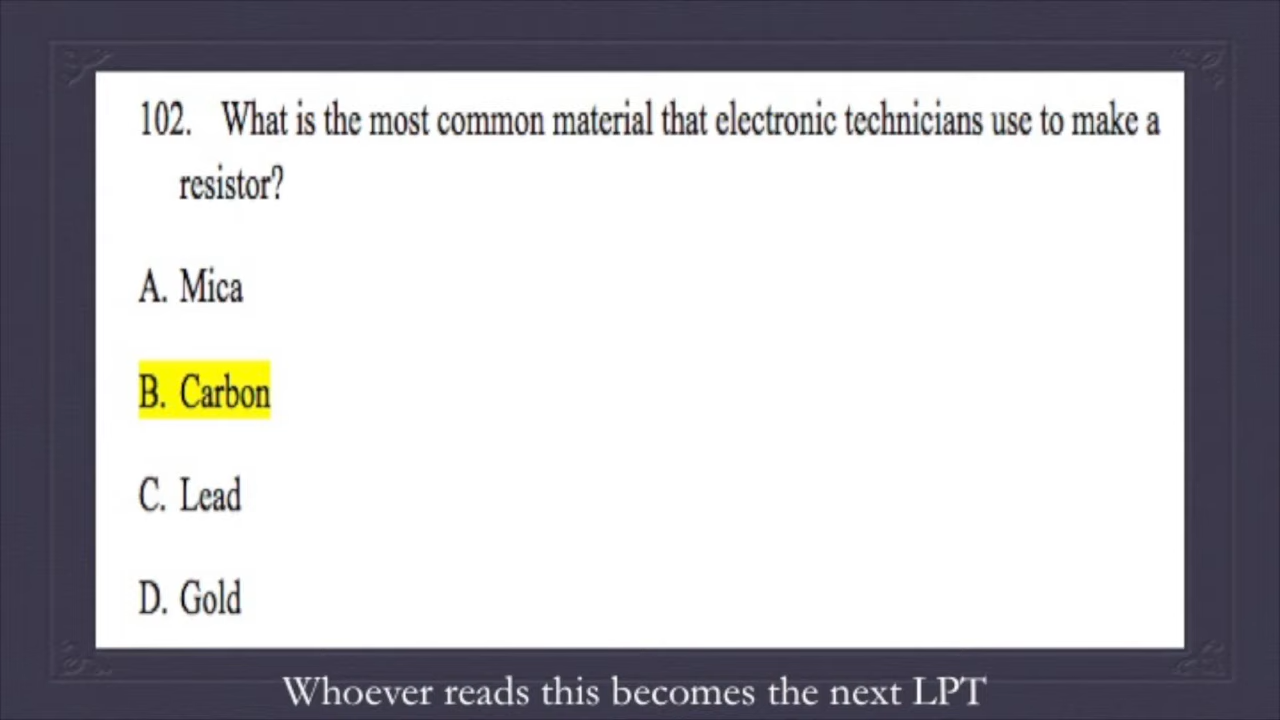 102. What is the most common material that electronic technicians use to make a
resistor?
A. Mica
B. Carbon
C. Lead
D. Gold
Whoever reads this becomes the next LPT